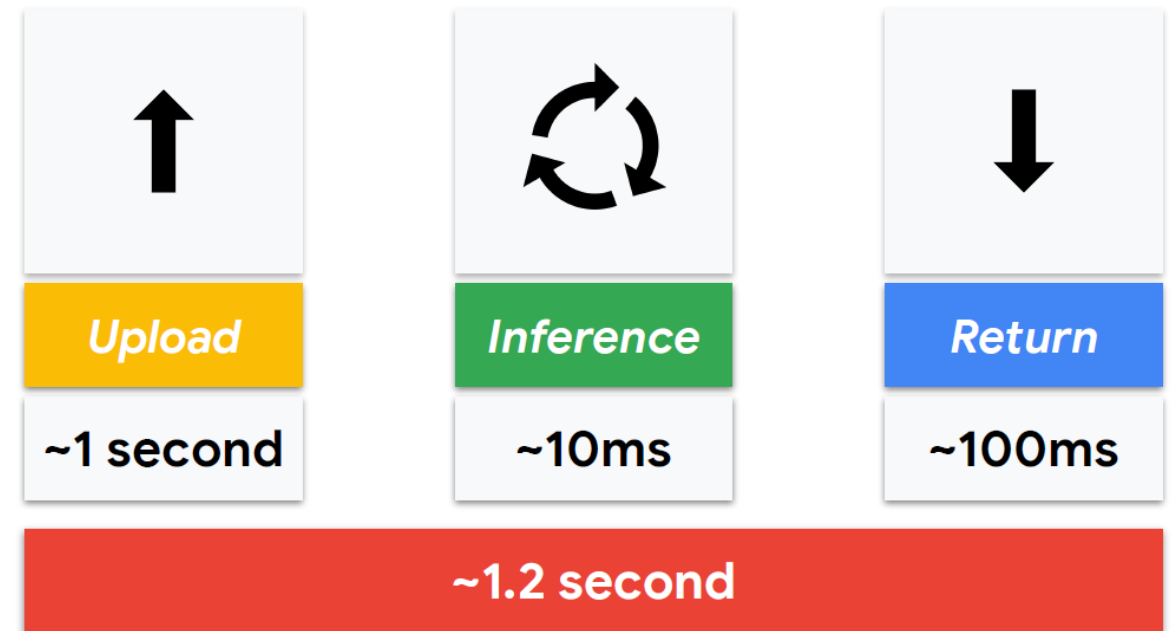 Upload
Inference
Return
~1 second
~10ms
~100ms
~1.2 second